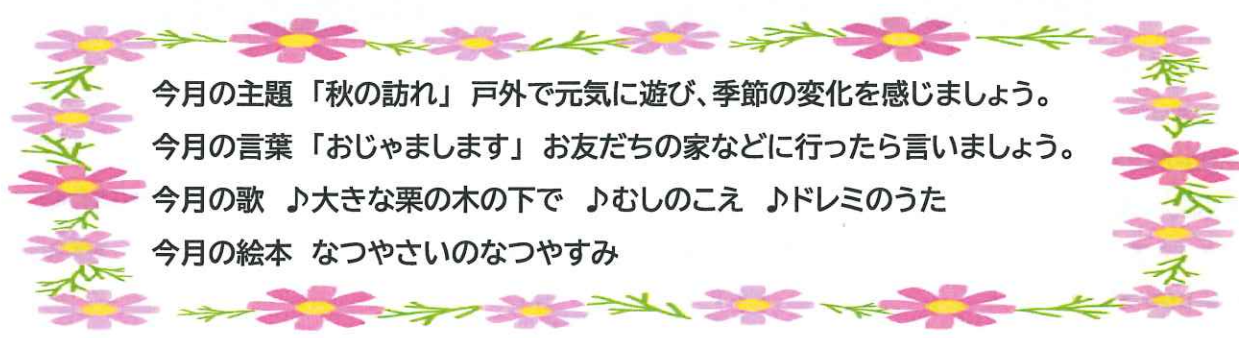 今月の主題 「秋の訪れ」 戸外で元気に遊び、季節の変化を感じましょう。
今月の言葉 「おじゃまします」 お友だちの家などに行ったら言いましょう。
今月の歌 ♪大きな栗の木の下で ♪むしのこえ ♪ドレミのうた
今月の絵本 なつやさいのなつやすみ